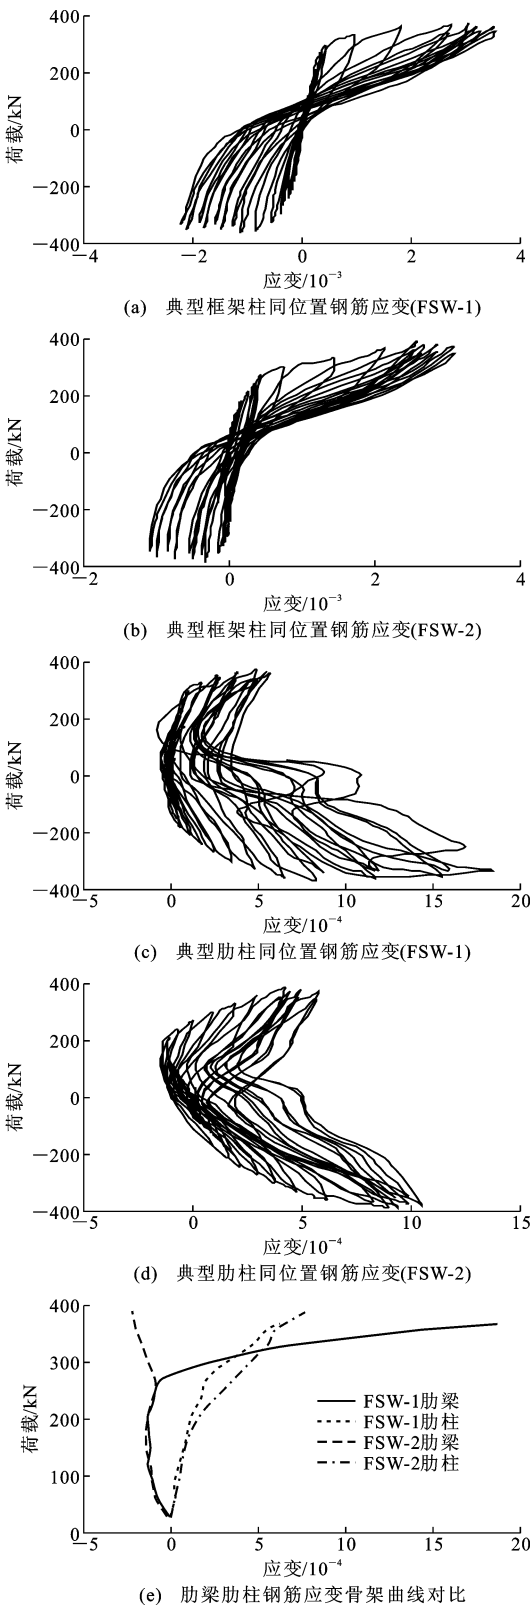 400
200
0
−200
−400
荷载/kN
−4
−2
0
2
4
应变/10⁻³
(a) 典型框架柱同位置钢筋应变(FSW-1)
400
200
0
−200
−400
荷载/kN
−2
0
2
4
应变/10⁻³
(b) 典型框架柱同位置钢筋应变(FSW-2)
400
200
0
−200
−400
荷载/kN
−5
0
5
10
15
20
应变/10⁻⁴
(c) 典型肋柱同位置钢筋应变(FSW-1)
400
200
0
−200
−400
荷载/kN
−5
0
5
10
15
应变/10⁻⁴
(d) 典型肋柱同位置钢筋应变(FSW-2)
400
300
200
100
0
荷载/kN
FSW-1肋梁
FSW-1肋柱
FSW-2肋梁
FSW-2肋柱
−5
0
5
10
15
20
应变/10⁻⁴
(e) 肋梁肋柱钢筋应变骨架曲线对比